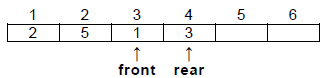 1 2 3 4 5 6
2 5 1 3
↑ ↑
front rear